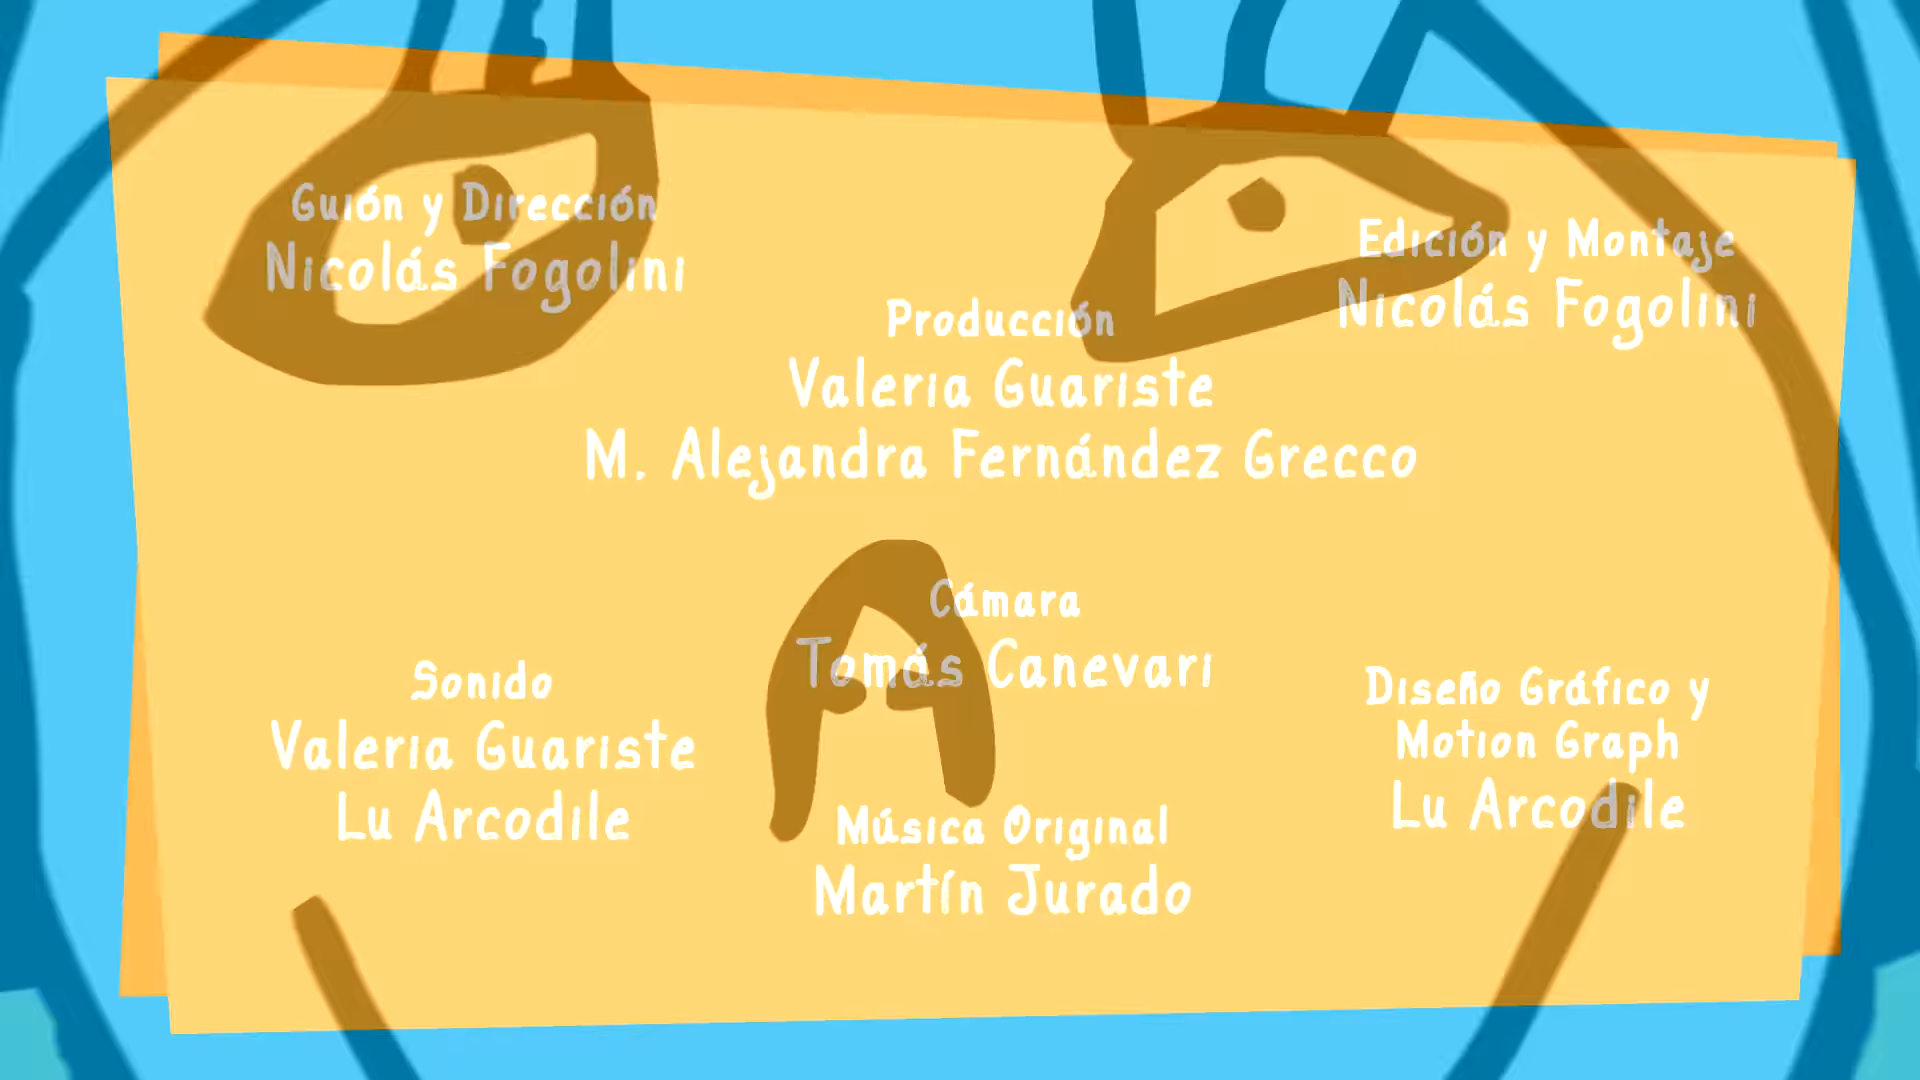 Guión y Dirección
Nicolás Fogolini
Edición y Montaje
Nicolás Fogolini
Producción
Valeria Guariste
M. Alejandra Fernández Grecco
Cámara
Tomás Canevari
Sonido
Valeria Guariste
Lu Arcodile
Diseño Gráfico y
Motion Graph
Lu Arcodile
Música Original
Martín Jurado